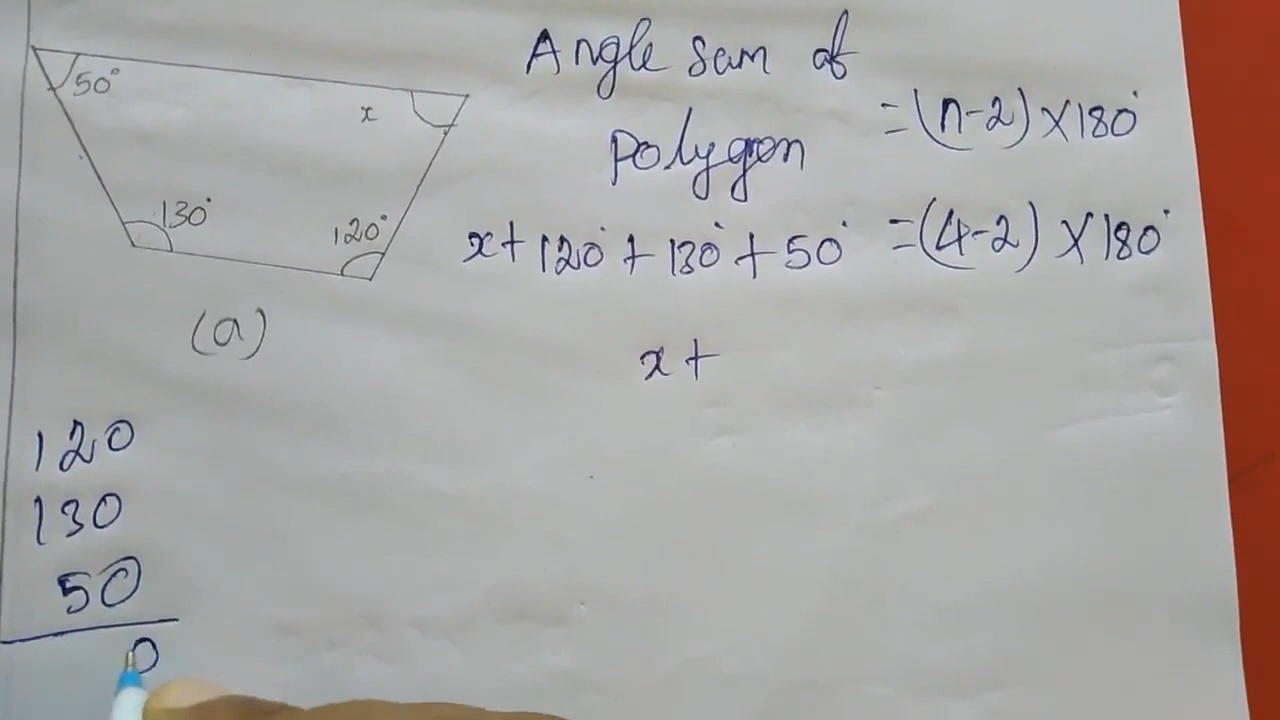 50°
x
130°
120°
(a)
Angle sum of
Polygon = (n-2) × 180°
x + 120° + 130° + 50° = (4-2) × 180°
x +
120
130
50
0